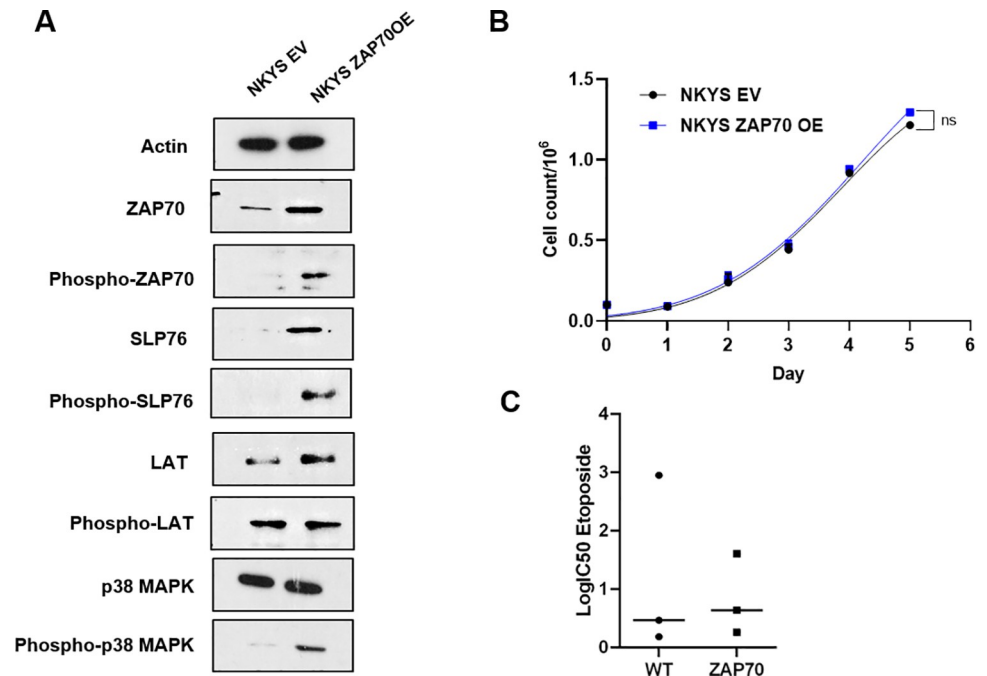 A
NKYS EV
NKYS ZAP70OE
Actin
ZAP70
Phospho-ZAP70
SLP76
Phospho-SLP76
LAT
Phospho-LAT
p38 MAPK
Phospho-p38 MAPK
B
NKYS EV
NKYS ZAP70 OE
ns
Cell count/10⁶
1.5
1.0
0.5
0.0
0 1 2 3 4 5 6
Day
C
LogIC50 Etoposide
4
3
2
1
0
WT ZAP70